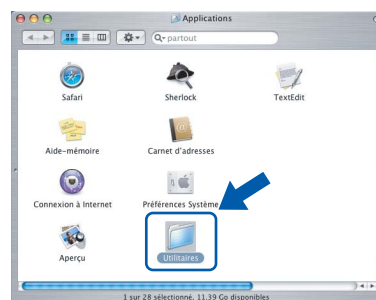 Applications
partout
Safari
Sherlock
TextEdit
Aide-mémoire
Carnet d'adresses
Connexion à Internet
Préférences Système
Aperçu
Utilitaires
1 sur 28 sélectionné, 11,39 Go disponibles